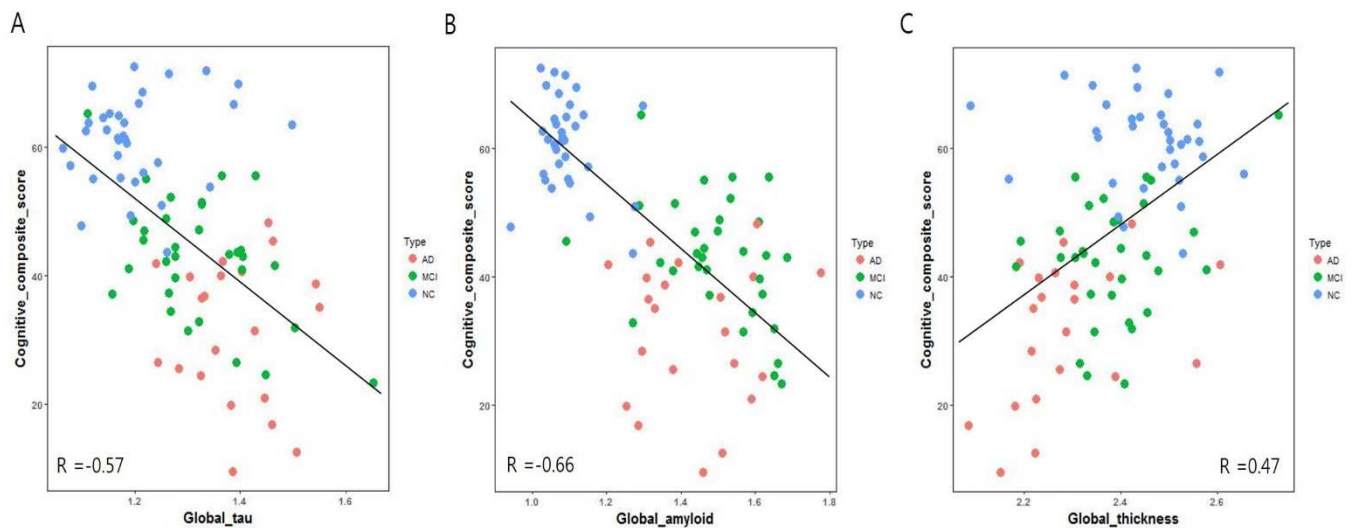 A
Cognitive_composite_score
60
40
20
R =-0.57
1.2
1.4
1.6
Global_tau
Type
AD
MCI
NC
B
Cognitive_composite_score
60
40
20
R =-0.66
1.0
1.2
1.4
1.6
1.8
Global_amyloid
Type
AD
MCI
NC
C
Cognitive_composite_score
60
40
20
R =0.47
2.2
2.4
2.6
Global_thickness
Type
AD
MCI
NC